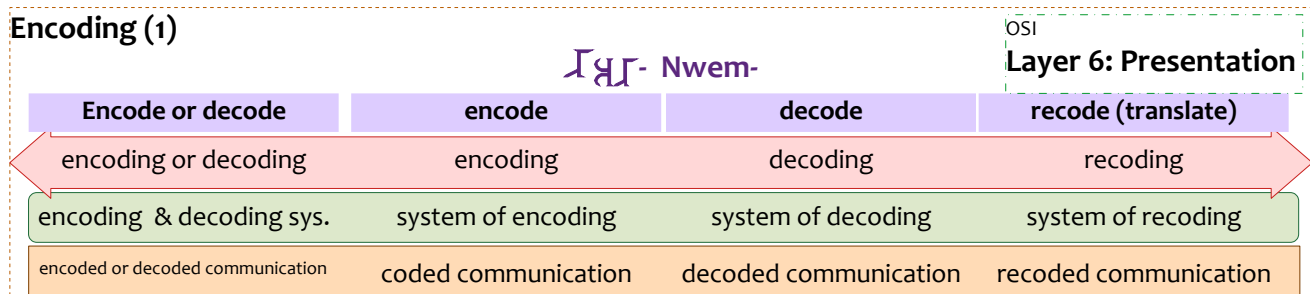 Encoding (1)
OSI
Layer 6: Presentation
- Nwem-
Encode or decode encode decode recode (translate)
encoding or decoding encoding decoding recoding
encoding & decoding sys. system of encoding system of decoding system of recoding
encoded or decoded communication coded communication decoded communication recoded communication